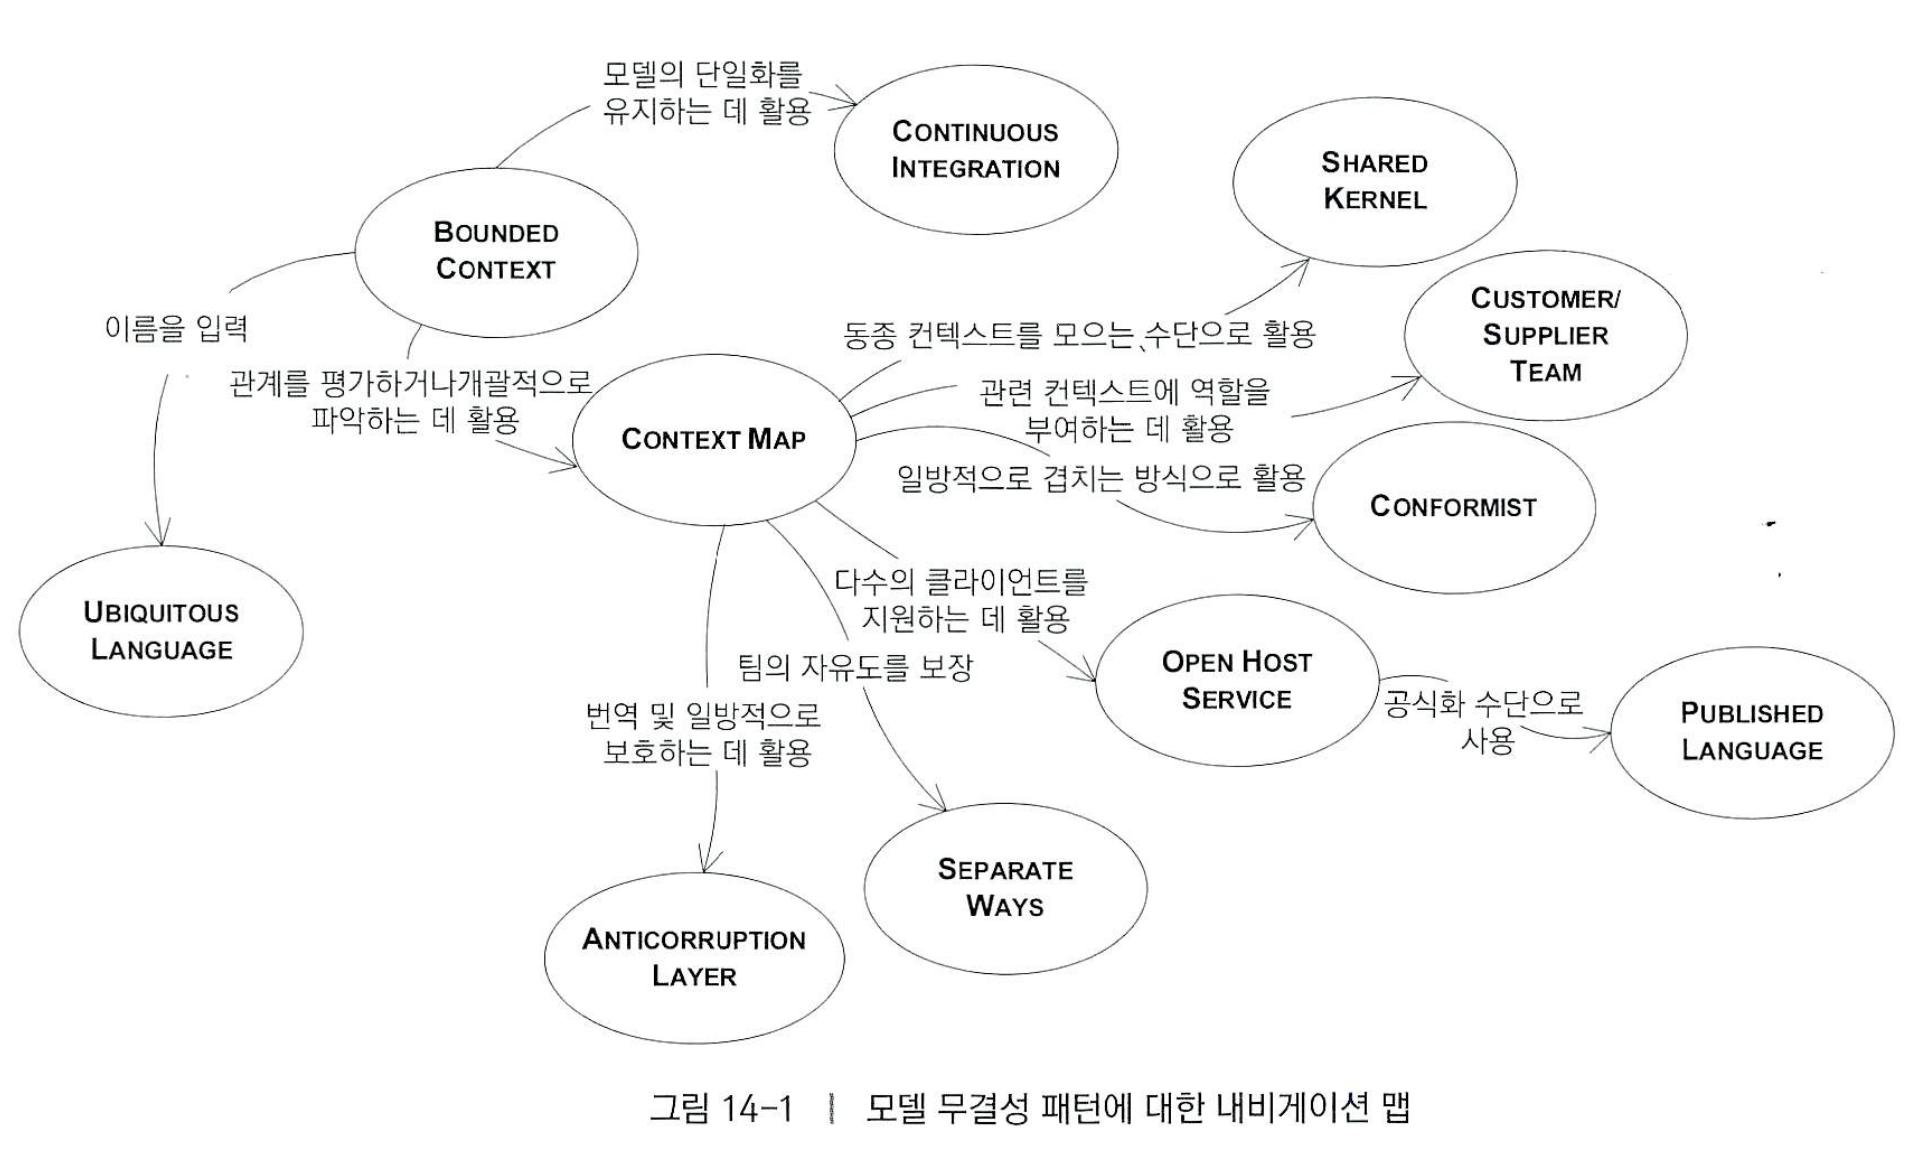 모델의 단일화를
유지하는 데 활용
CONTINUOUS
INTEGRATION
SHARED
KERNEL
BOUNDED
CONTEXT
이름을 입력
관계를 평가하거나개괄적으로
파악하는 데 활용
CONTEXT MAP
동종 컨텍스트를 모으는 수단으로 활용
CUSTOMER/
SUPPLIER
TEAM
관련 컨텍스트에 역할을
부여하는 데 활용
일방적으로 겹치는 방식으로 활용
CONFORMIST
UBIQUITOUS
LANGUAGE
다수의 클라이언트를
지원하는 데 활용
OPEN HOST
SERVICE
공식화 수단으로
사용
PUBLISHED
LANGUAGE
팀의 자유도를 보장
번역 및 일방적으로
보호하는 데 활용
SEPARATE
WAYS
ANTICORRUPTION
LAYER
그림 14-1 | 모델 무결성 패턴에 대한 내비게이션 맵